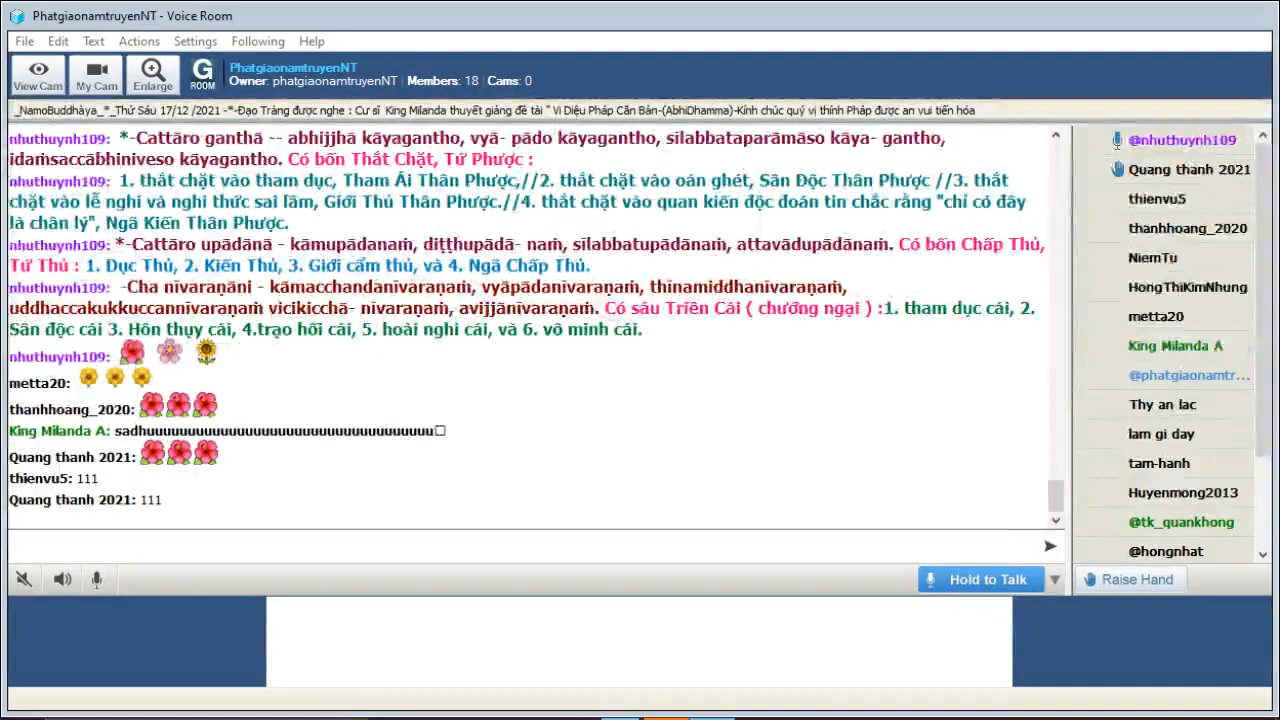 PhatgiaonamtruyenNT - Voice Room
File Edit Text Actions Settings Following Help
View Cam My Cam Enlarge G ROOM
PhatgiaonamtruyenNT
Owner: phatgiaonamtruyenNT Members: 18 Cams: 0
_NamoBuddhàya_*_Thứ Sáu 17/12 /2021 -*-Đạo Tràng được nghe : Cư sĩ King Milanda thuyết giảng đề tài " Vi Diệu Pháp Căn Bản-(AbhiDhamma)-Kính chúc quý vị thính Pháp được an vui tiến hóa
nhuthuynh109: *-Cattāro ganthā -- abhijjhā kāyagantho, vyā- pādo kāyagantho, sīlabbataparāmāso kāya- gantho,
idaṁsaccābhiniveso kāyagantho. Có bốn Thắt Chặt, Tứ Phược :
nhuthuynh109: 1. thắt chặt vào tham dục, Tham Ái Thân Phược,//2. thắt chặt vào oán ghét, Sân Độc Thân Phược //3. thắt
chặt vào lễ nghi và nghi thức sai lầm, Giới Thủ Thân Phược.//4. thắt chặt vào quan kiến độc đoán tin chắc rằng "chỉ có đây
là chân lý", Ngã Kiến Thân Phược.
nhuthuynh109: *-Cattāro upādānā - kāmupādanaṁ, diṭṭhupādā- naṁ, sīlabbatupādānaṁ, attavādupādānaṁ. Có bốn Chấp Thủ,
Tứ Thủ : 1. Dục Thủ, 2. Kiến Thủ, 3. Giới cấm thủ, và 4. Ngã Chấp Thủ.
nhuthuynh109: -Cha nīvaraṇāni - kāmacchandanīvaraṇaṁ, vyāpādanīvaraṇaṁ, thīnamiddhanīvaraṇaṁ,
uddhaccakukkuccannīvaraṇaṁ vicikicchā- nīvaraṇaṁ, avijjānīvaraṇaṁ. Có sáu Triền Cái ( chướng ngại ) :1. tham dục cái, 2.
Sân độc cái 3. Hôn thụy cái, 4.trạo hối cái, 5. hoài nghi cái, và 6. vô minh cái.
nhuthuynh109:
metta20:
thanhhoang_2020:
King Milanda A: sadhuuuuuuuuuuuuuuuuuuuuuuuuuuuuuuuuuuu□
Quang thanh 2021:
thienvu5: 111
Quang thanh 2021: 111
@nhuthuynh109
Quang thanh 2021
thienvu5
thanhhoang_2020
NiemTu
HongThiKimNhung
metta20
King Milanda A
@phatgiaonamtr...
Thy an lac
lam gi day
tam-hanh
Huyenmong2013
@tk_quankhong
@hongnhat
Hold to Talk
Raise Hand